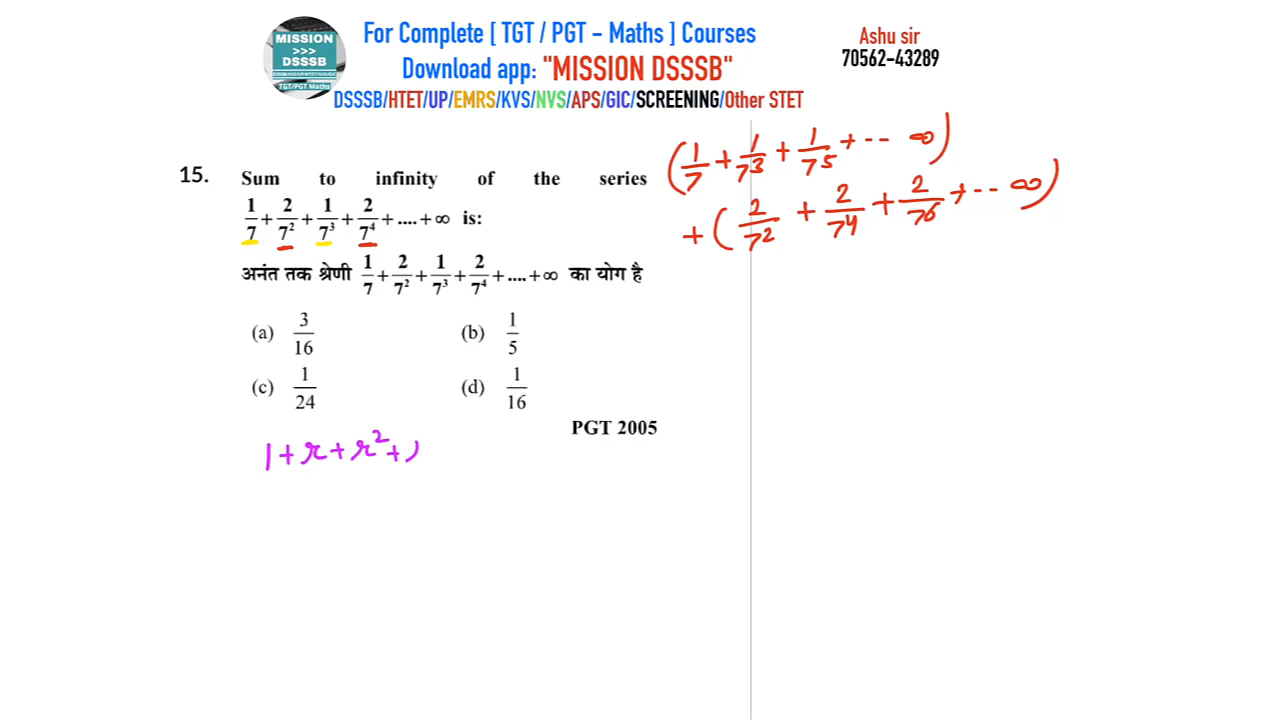 MISSION
>>>
DSSSB
TGT/PGT Maths
For Complete [ TGT / PGT - Maths ] Courses
Download app: "MISSION DSSSB"
DSSSB/HTET/UP/EMRS/KVS/NVS/APS/GIC/SCREENING/Other STET
Ashu sir
70562-43289
15. Sum to infinity of the series
1/7 + 2/7² + 1/7³ + 2/7⁴ + .... + ∞ is:
अनंत तक श्रेणी 1/7 + 2/7² + 1/7³ + 2/7⁴ + .... + ∞ का योग है
(a) 3/16 (b) 1/5
(c) 1/24 (d) 1/16
PGT 2005
1 + r + r² +
(1/7 + 1/7³ + 1/7⁵ + -- ∞)
+ (2/7² + 2/7⁴ + 2/7⁶ + -- ∞)